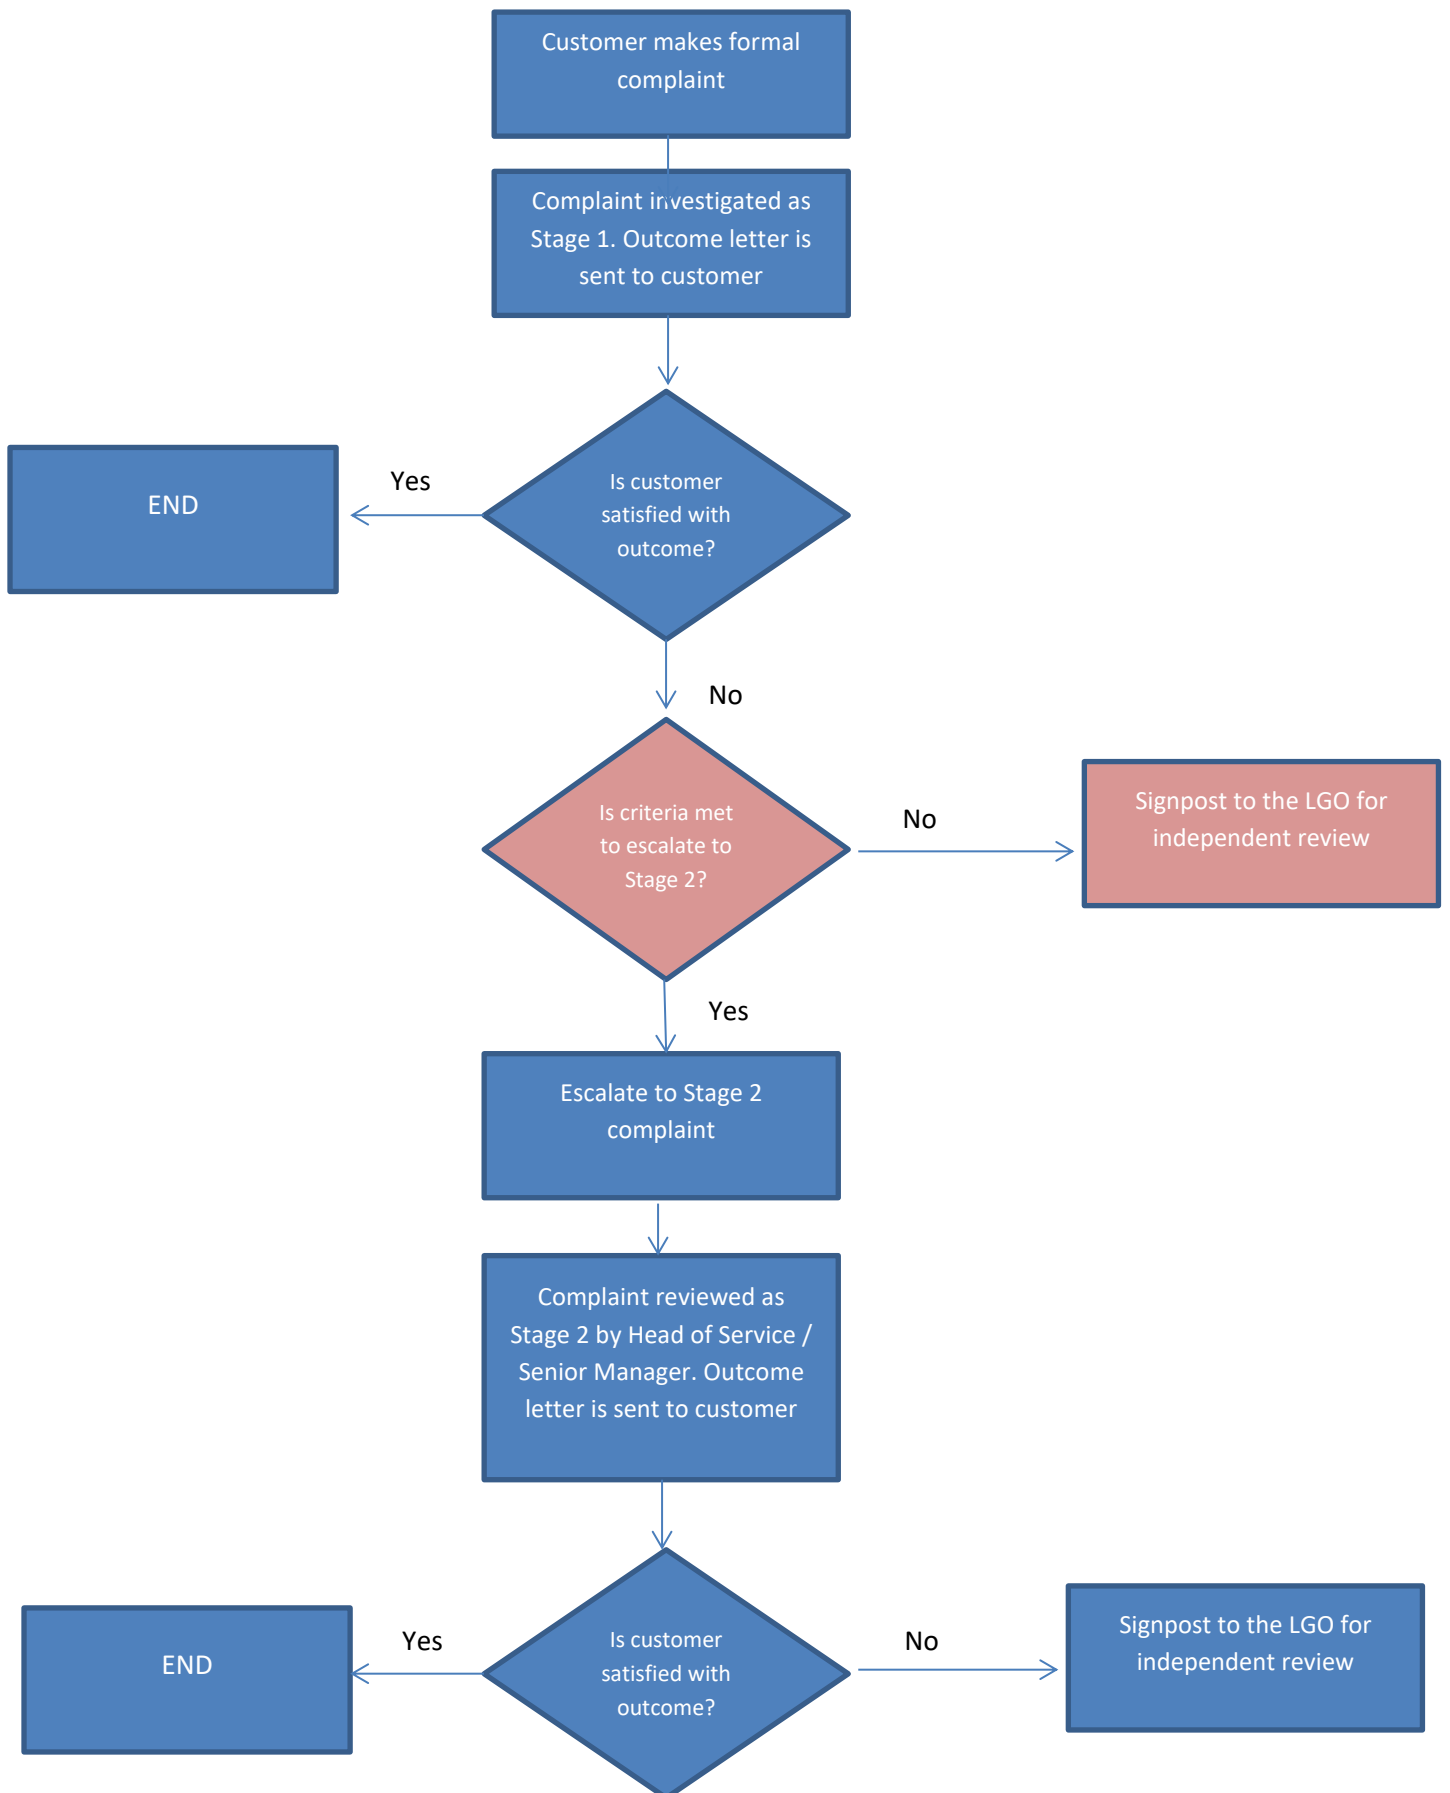 Customer makes formal
complaint
Complaint investigated as
Stage 1. Outcome letter is
sent to customer
Is customer
satisfied with
outcome?
Yes
END
No
Is criteria met
to escalate to
Stage 2?
No
Signpost to the LGO for
independent review
Yes
Escalate to Stage 2
complaint
Complaint reviewed as
Stage 2 by Head of Service /
Senior Manager. Outcome
letter is sent to customer
Is customer
satisfied with
outcome?
Yes
END
No
Signpost to the LGO for
independent review